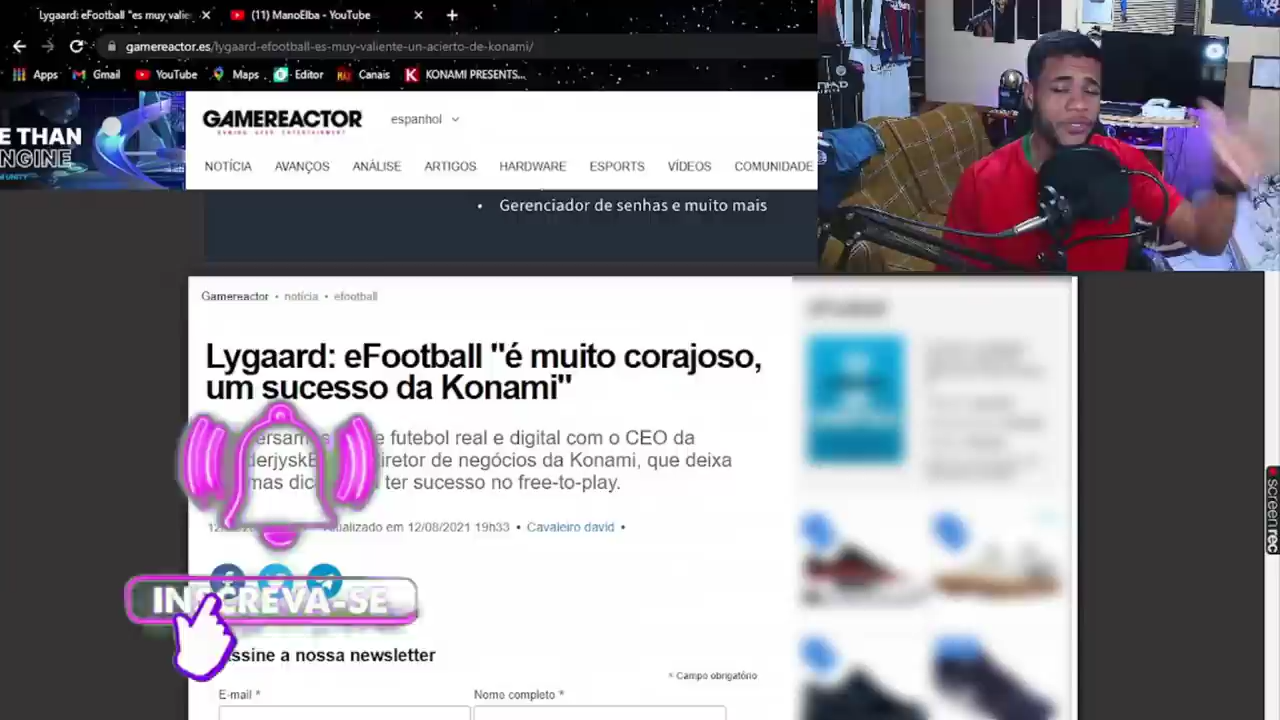 Lygaard: eFootball "es muy valie
(11) ManoElba - YouTube
gamereactor.es/lygaard-efootball-es-muy-valiente-un-acierto-de-konami/
Apps Gmail YouTube Maps Editor Canais KONAMI PRESENTS...
E THAN
NGINE
GAMEREACTOR
espanhol
NOTÍCIA AVANÇOS ANÁLISE ARTIGOS HARDWARE ESPORTS VÍDEOS COMUNIDADE
• Gerenciador de senhas e muito mais
Gamereactor • notícia • efootball
Lygaard: eFootball "é muito corajoso,
um sucesso da Konami"
futebol real e digital com o CEO da
de negócios da Konami, que deixa
ter sucesso no free-to-play.
em 12/08/2021 19h33 • Cavaleiro david •
INSCREVA-SE
ssine a nossa newsletter
* Campo obrigatório
E-mail * Nome completo *
screenrec